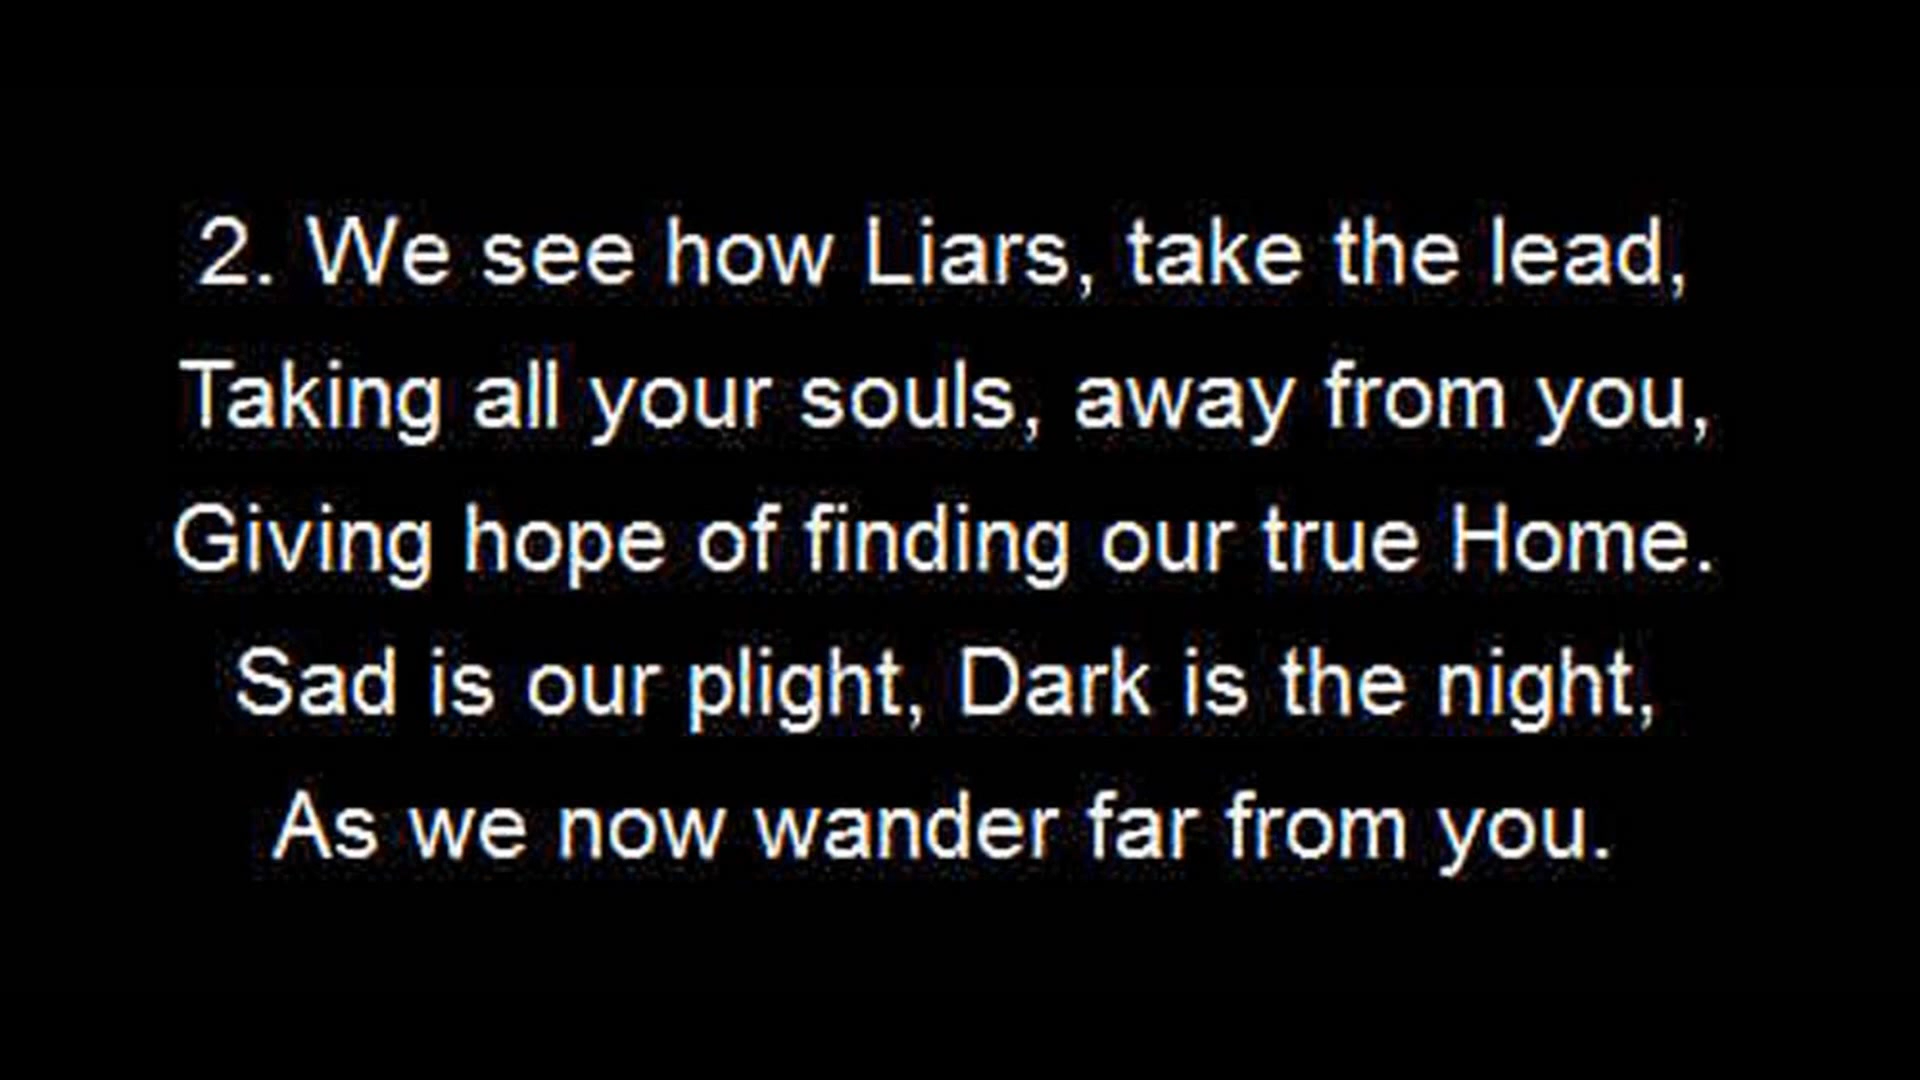 2. We see how Liars, take the lead,
Taking all your souls, away from you,
Giving hope of finding our true Home.
Sad is our plight, Dark is the night,
As we now wander far from you.